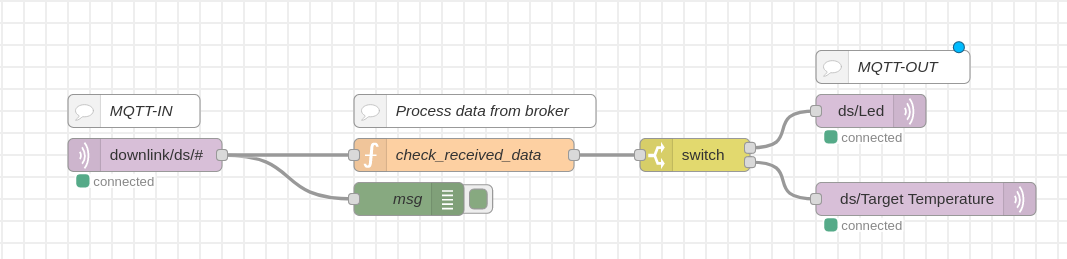 MQTT-OUT
MQTT-IN
Process data from broker
ds/Led
connected
downlink/ds/#
check_received_data
switch
connected
msg
ds/Target Temperature
connected